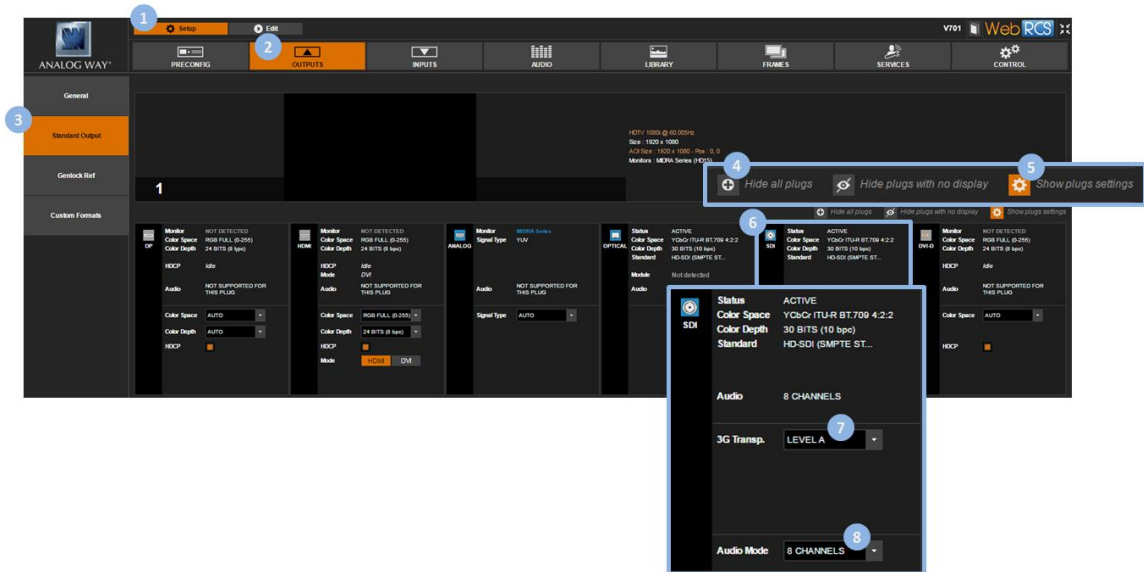 1
Setup
Edit
V701 Web RCS
ANALOG WAY®
PRECONFIG
2
OUTPUTS
INPUTS
AUDIO
LIBRARY
FRAMES
SERVICES
CONTROL
General
3
Standard Output
Genlock Ref
Custom Formats
1
HDTV 1080i @ 60.005Hz
Size : 1920 x 1080
AOI Size : 1920 x 1080 - Pos : 0, 0
Monitors : MIDRA Series (HD15)
4
5
Hide all plugs
Hide plugs with no display
Show plugs settings
Hide all plugs
Hide plugs with no display
Show plugs settings
DP
Monitor NOT DETECTED
Color Space RGB FULL (0-255)
Color Depth 24 BITS (8 bpc)
HDCP Idle
Audio NOT SUPPORTED FOR THIS PLUG
Color Space AUTO
Color Depth AUTO
HDCP
HDMI
Monitor NOT DETECTED
Color Space RGB FULL (0-255)
Color Depth 24 BITS (8 bpc)
HDCP Idle
Mode DVI
Audio NOT SUPPORTED FOR THIS PLUG
Color Space RGB FULL (0-255)
Color Depth 24 BITS (8 bpc)
HDCP
Mode HDMI DVI
ANALOG
Monitor MIDRA Series
Signal Type YUV
Audio NOT SUPPORTED FOR THIS PLUG
Signal Type AUTO
OPTICAL
Status ACTIVE
Color Space YCbCr ITU-R BT.709 4:2:2
Color Depth 30 BITS (10 bpc)
Standard HD-SDI (SMPTE ST...
Module Not detected
Audio
6
SDI
Status ACTIVE
Color Space YCbCr ITU-R BT.709 4:2:2
Color Depth 30 BITS (10 bpc)
Standard HD-SDI (SMPTE ST...
DVI-D
Monitor NOT DETECTED
Color Space RGB FULL (0-255)
Color Depth 24 BITS (8 bpc)
HDCP Idle
Audio NOT SUPPORTED FOR THIS PLUG
Color Space AUTO
HDCP
SDI
Status ACTIVE
Color Space YCbCr ITU-R BT.709 4:2:2
Color Depth 30 BITS (10 bpc)
Standard HD-SDI (SMPTE ST...
Audio 8 CHANNELS
7
3G Transp. LEVEL A
8
Audio Mode 8 CHANNELS